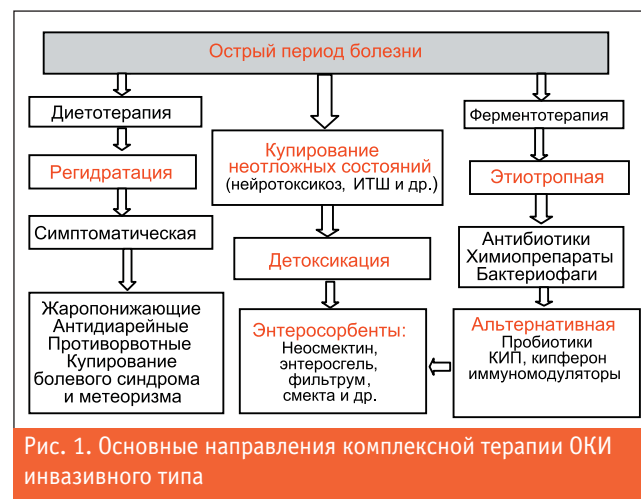 Острый период болезни
Диетотерапия
Регидратация
Симптоматическая
Жаропонижающие
Антидиарейные
Противорвотные
Купирование
болевого синдрома
и метеоризма
Купирование
неотложных состояний
(нейротоксикоз, ИТШ и др.)
Детоксикация
Энтеросорбенты:
Неосмектин,
энтеросгель,
фильтрум,
смекта и др.
Ферментотерапия
Этиотропная
Антибиотики
Химиопрепараты
Бактериофаги
Альтернативная
Пробиотики
КИП, кипферон
иммуномодуляторы
Рис. 1. Основные направления комплексной терапии ОКИ
инвазивного типа